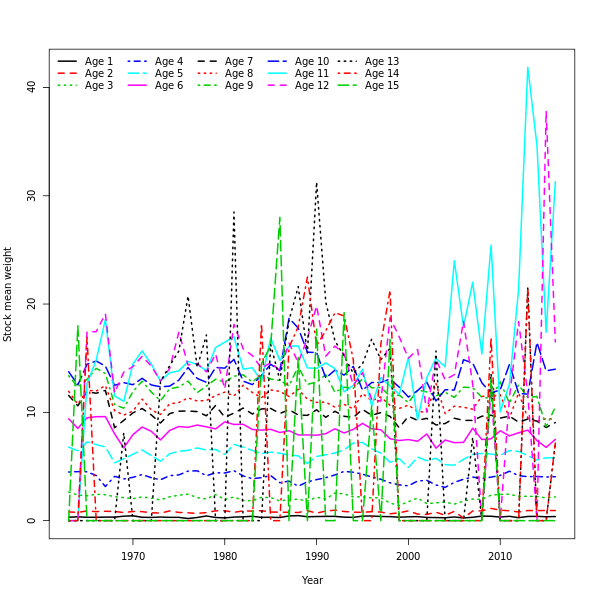 Age 1 Age 4 Age 7 Age 10 Age 13
Age 2 Age 5 Age 8 Age 11 Age 14
Age 3 Age 6 Age 9 Age 12 Age 15
40
30
20
10
0
Stock mean weight
1970 1980 1990 2000 2010
Year